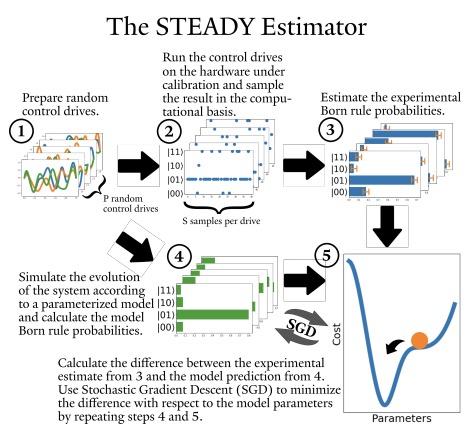 The STEADY Estimator
Prepare random
control drives.
1
P random
control drives
Run the control drives
on the hardware under
calibration and sample
the result in the compu-
tational basis.
2
|11⟩
|10⟩
|01⟩
|00⟩
S samples per drive
Estimate the experimental
Born rule probabilities.
3
|11⟩
|10⟩
|01⟩
|00⟩
Simulate the evolution
of the system according
to a parameterized model
and calculate the model
Born rule probabilities.
4
|11⟩
|10⟩
|01⟩
|00⟩
SGD
5
Cost
Parameters
Calculate the difference between the experimental
estimate from 3 and the model prediction from 4.
Use Stochastic Gradient Descent (SGD) to minimize
the difference with respect to the model parameters
by repeating steps 4 and 5.